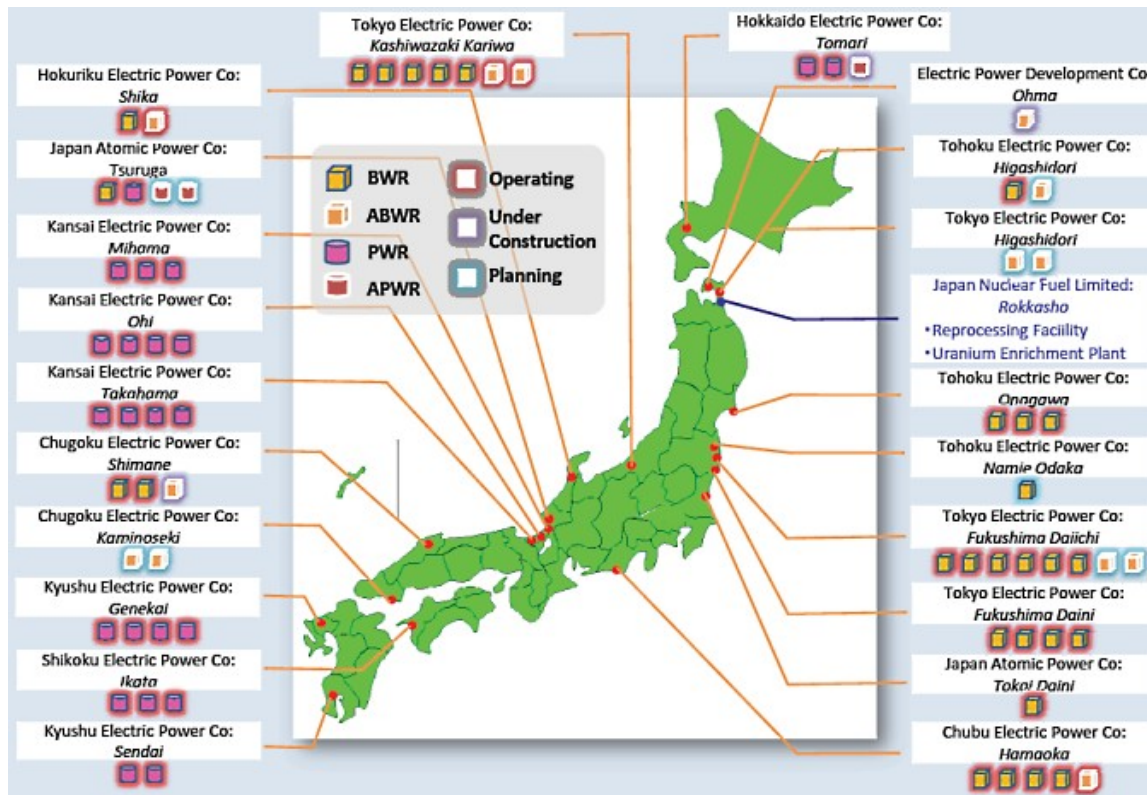 Tokyo Electric Power Co:
Kashiwazaki Kariwa
Hokkaido Electric Power Co:
Tomari
Hokuriku Electric Power Co:
Shika
Japan Atomic Power Co:
Tsuruga
Kansai Electric Power Co:
Mihama
Kansai Electric Power Co:
Ohi
Kansai Electric Power Co:
Takahama
Chugoku Electric Power Co:
Shimane
Chugoku Electric Power Co:
Kaminoseki
Kyushu Electric Power Co:
Genekai
Shikoku Electric Power Co:
Ikata
Kyushu Electric Power Co:
Sendai
BWR
ABWR
PWR
APWR
Operating
Under
Construction
Planning
Electric Power Development Co
Ohma
Tohoku Electric Power Co:
Higashidori
Tokyo Electric Power Co:
Higashidori
Japan Nuclear Fuel Limited:
Rokkasho
•Reprocessing Faciility
•Uranium Enrichment Plant
Tohoku Electric Power Co:
Onagawa
Tohoku Electric Power Co:
Namie Odaka
Tokyo Electric Power Co:
Fukushima Daiichi
Tokyo Electric Power Co:
Fukushima Daini
Japan Atomic Power Co:
Tokai Daini
Chubu Electric Power Co:
Hamaoka